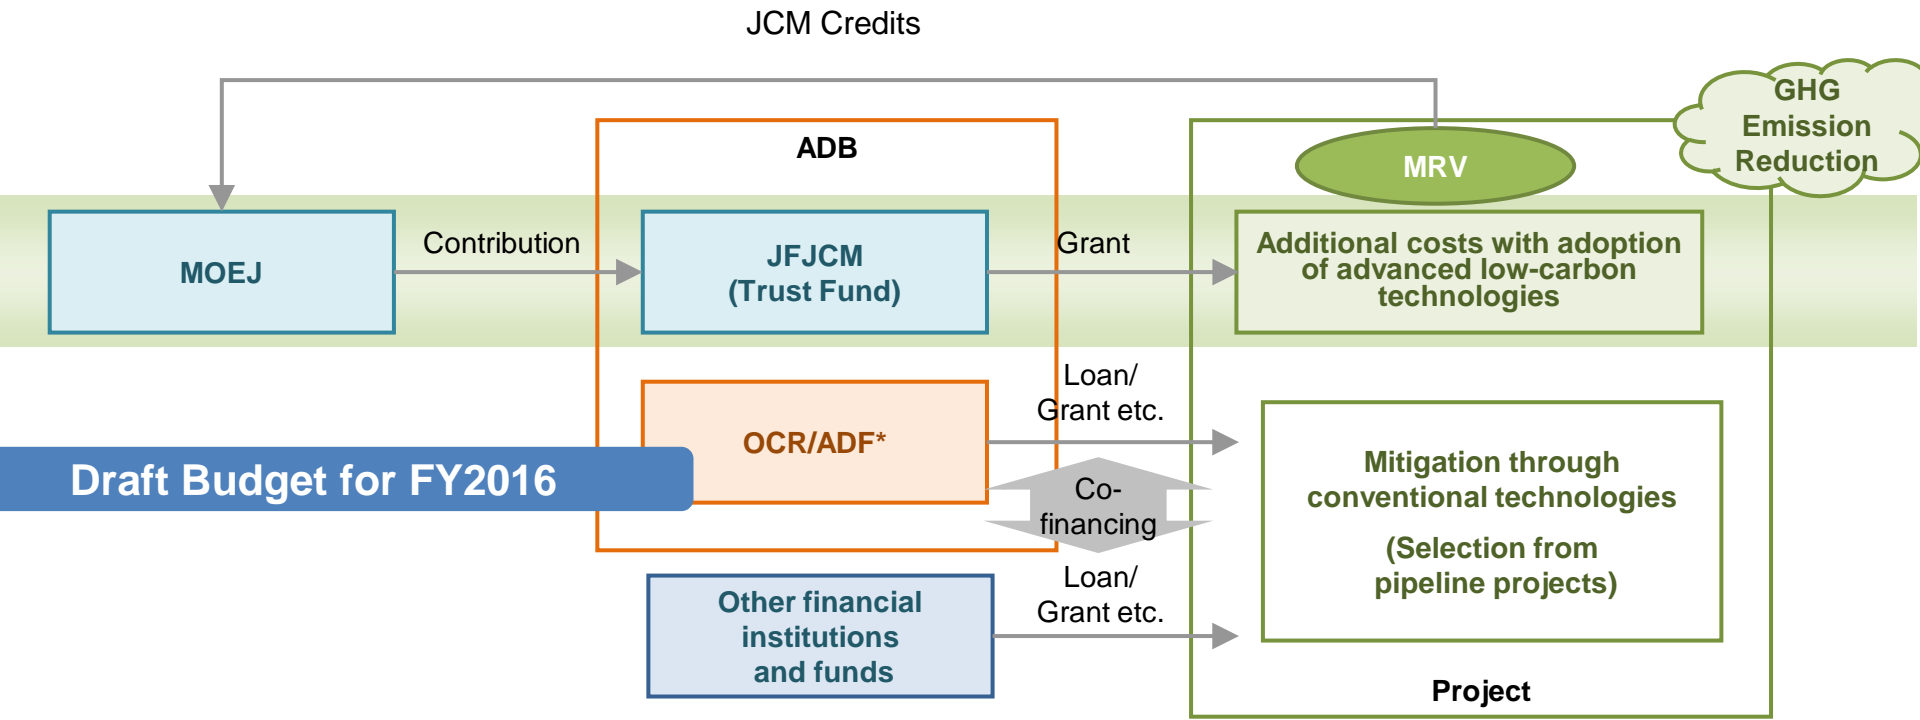 JCM Credits
GHG
Emission
Reduction
ADB
MRV
MOEJ
Contribution
JFJCM
(Trust Fund)
Grant
Additional costs with adoption
of advanced low-carbon
technologies
Loan/
Grant etc.
OCR/ADF*
Draft Budget for FY2016
Co-
financing
Mitigation through
conventional technologies
(Selection from
pipeline projects)
Loan/
Grant etc.
Other financial
institutions
and funds
Project